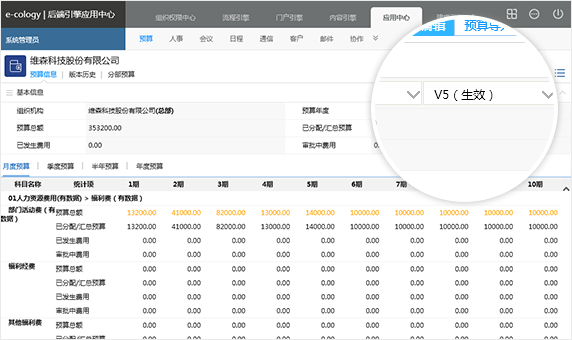 e-cology | 后端引擎应用中心 组织权限中心 流程引擎 门户引擎 内容引擎 应用中心
系统管理员 预算 人事 会议 日程 通信 客户 邮件 协作
编辑 预算导入
维森科技股份有限公司
预算信息 版本历史 分部预算
V5（生效）
基本信息
组织机构 维森科技股份有限公司(总部) 预算年度
预算总额 353200.00 已分配/汇总预算
已发生费用 0.00 审批中费用
月度预算 季度预算 半年预算 年度预算
科目名称 统计项 1期 2期 3期 4期 5期 6期 7期 10期
01人力资源费用(有数据) > 福利费（有数据）
部门活动费（有数据） 预算总额 13200.00 41000.00 82000.00 13000.00 14000.00 10000.00 10000.00 10000.00 10000.00 10000.00
已分配/汇总预算 13200.00 41000.00 82000.00 13000.00 14000.00 10000.00 10000.00 10000.00 10000.00 10000.00
已发生费用 0.00 0.00 0.00 0.00 0.00 0.00 0.00 0.00 0.00 0.00
审批中费用 0.00 0.00 0.00 0.00 0.00 0.00 0.00 0.00 0.00 0.00
福利经费 预算总额 0.00 0.00 0.00 0.00 0.00 0.00 0.00 0.00 0.00 0.00
已分配/汇总预算 0.00 0.00 0.00 0.00 0.00 0.00 0.00 0.00 0.00 0.00
已发生费用 0.00 0.00 0.00 0.00 0.00 0.00 0.00 0.00 0.00 0.00
审批中费用 0.00 0.00 0.00 0.00 0.00 0.00 0.00 0.00 0.00 0.00
其他福利费 预算总额 0.00 0.00 0.00 0.00 0.00 0.00 0.00 0.00 0.00 0.00
已分配/汇总预算 0.00 0.00 0.00 0.00 0.00 0.00 0.00 0.00 0.00 0.00